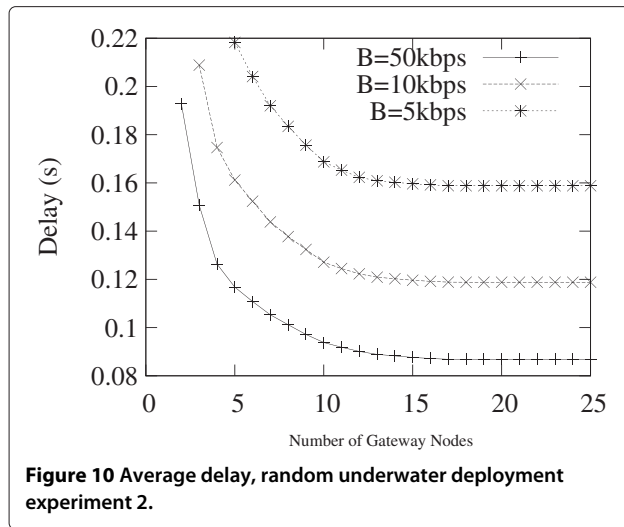 0.22
0.2
0.18
0.16
0.14
0.12
0.1
0.08
Delay (s)
B=50kbps
B=10kbps
B=5kbps
0 5 10 15 20 25
Number of Gateway Nodes
Figure 10 Average delay, random underwater deployment
experiment 2.